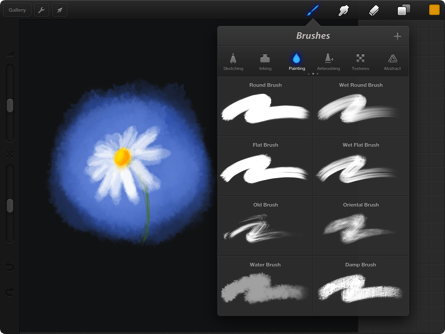 Gallery
Brushes
Sketching Inking Painting Airbrushing Textures Abstract
Round Brush Wet Round Brush
Flat Brush Wet Flat Brush
Old Brush Oriental Brush
Water Brush Damp Brush